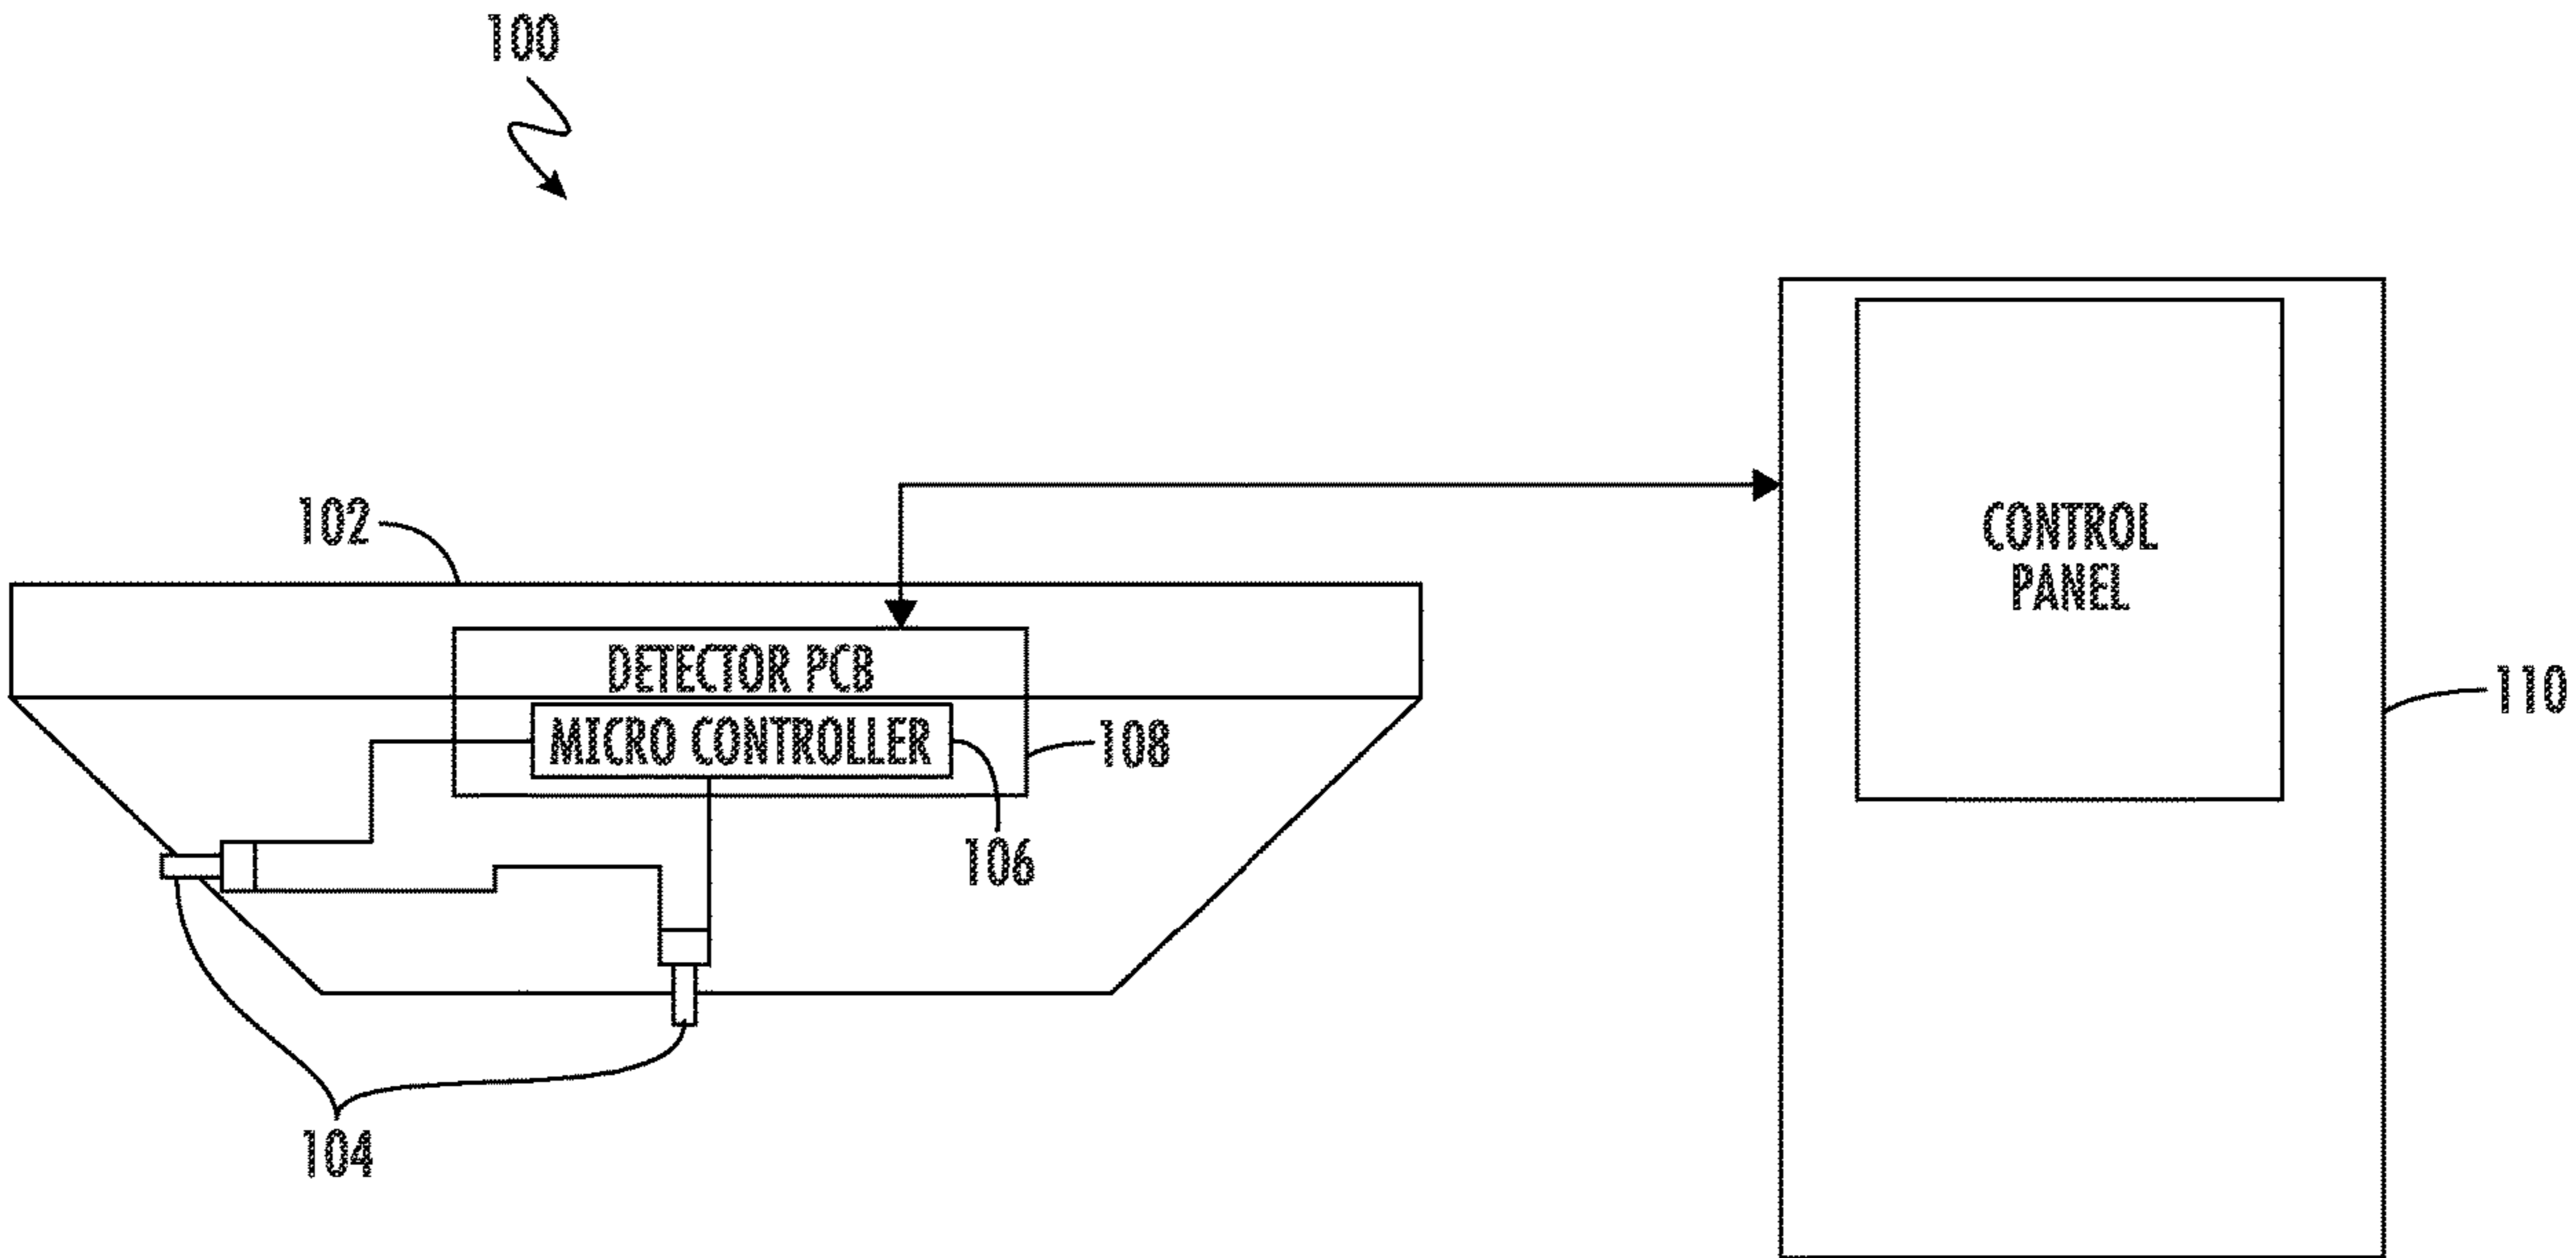 100
102
CONTROL
PANEL
DETECTOR PCB
110
MICRO CONTROLLER
108
106
104